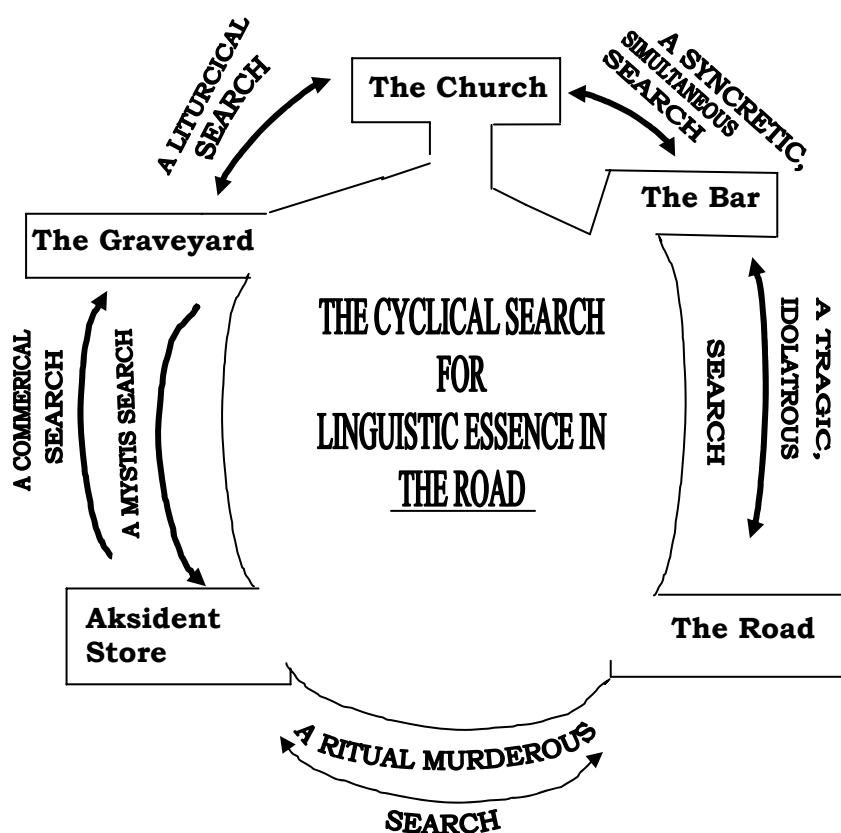 A LITURCICAL
SEARCH
The Church
A SYNCRETIC,
SIMULTANEOUS
SEARCH
The Graveyard
The Bar
THE CYCLICAL SEARCH
FOR
LINGUISTIC ESSENCE IN
THE ROAD
A COMMERICAL
SEARCH
A MYSTIS SEARCH
A TRAGIC,
IDOLATROUS
SEARCH
Aksident
Store
The Road
A RITUAL MURDEROUS
SEARCH